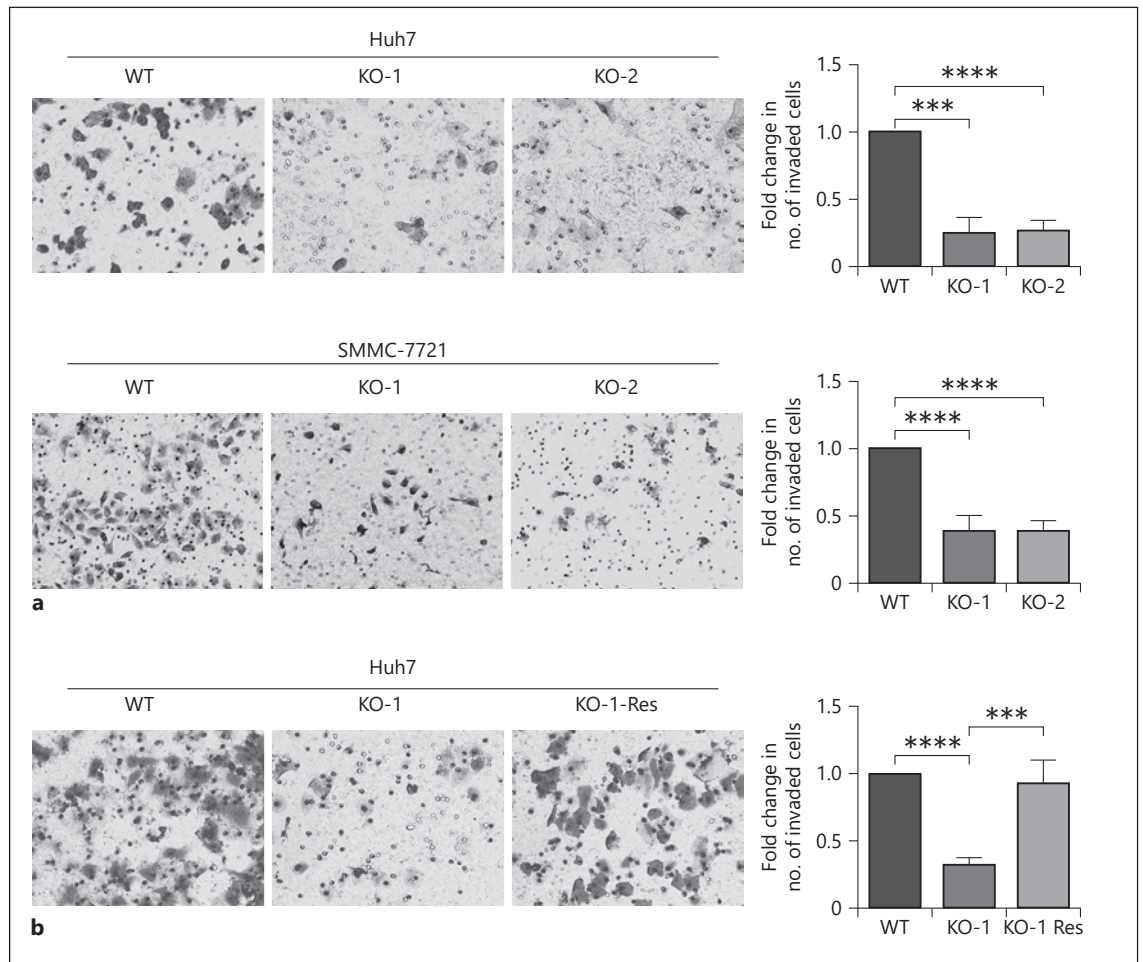 Huh7
WT KO-1 KO-2
1.5
1.0
0.5
0
Fold change in
no. of invaded cells
****
***
WT KO-1 KO-2
SMMC-7721
WT KO-1 KO-2
1.5
1.0
0.5
0
Fold change in
no. of invaded cells
****
****
WT KO-1 KO-2
a
Huh7
WT KO-1 KO-1-Res
1.5
1.0
0.5
0
Fold change in
no. of invaded cells
***
****
WT KO-1 KO-1 Res
b